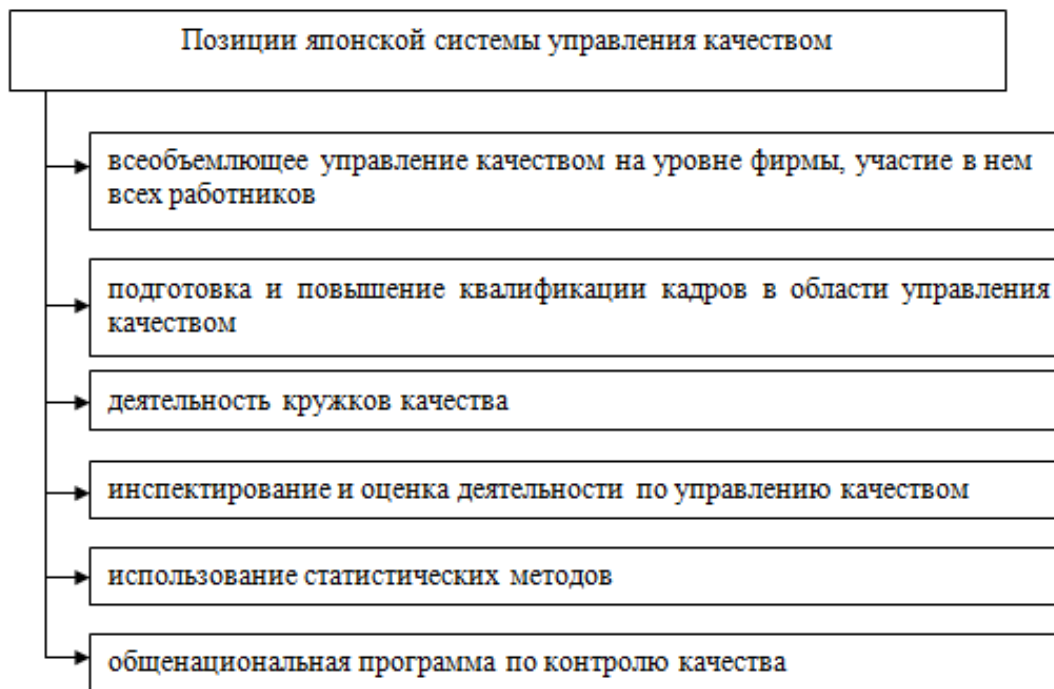 Позиции японской системы управления качеством
всеобъемлющее управление качеством на уровне фирмы, участие в нем
всех работников
подготовка и повышение квалификации кадров в области управления
качеством
деятельность кружков качества
инспектирование и оценка деятельности по управлению качеством
использование статистических методов
общенациональная программа по контролю качества